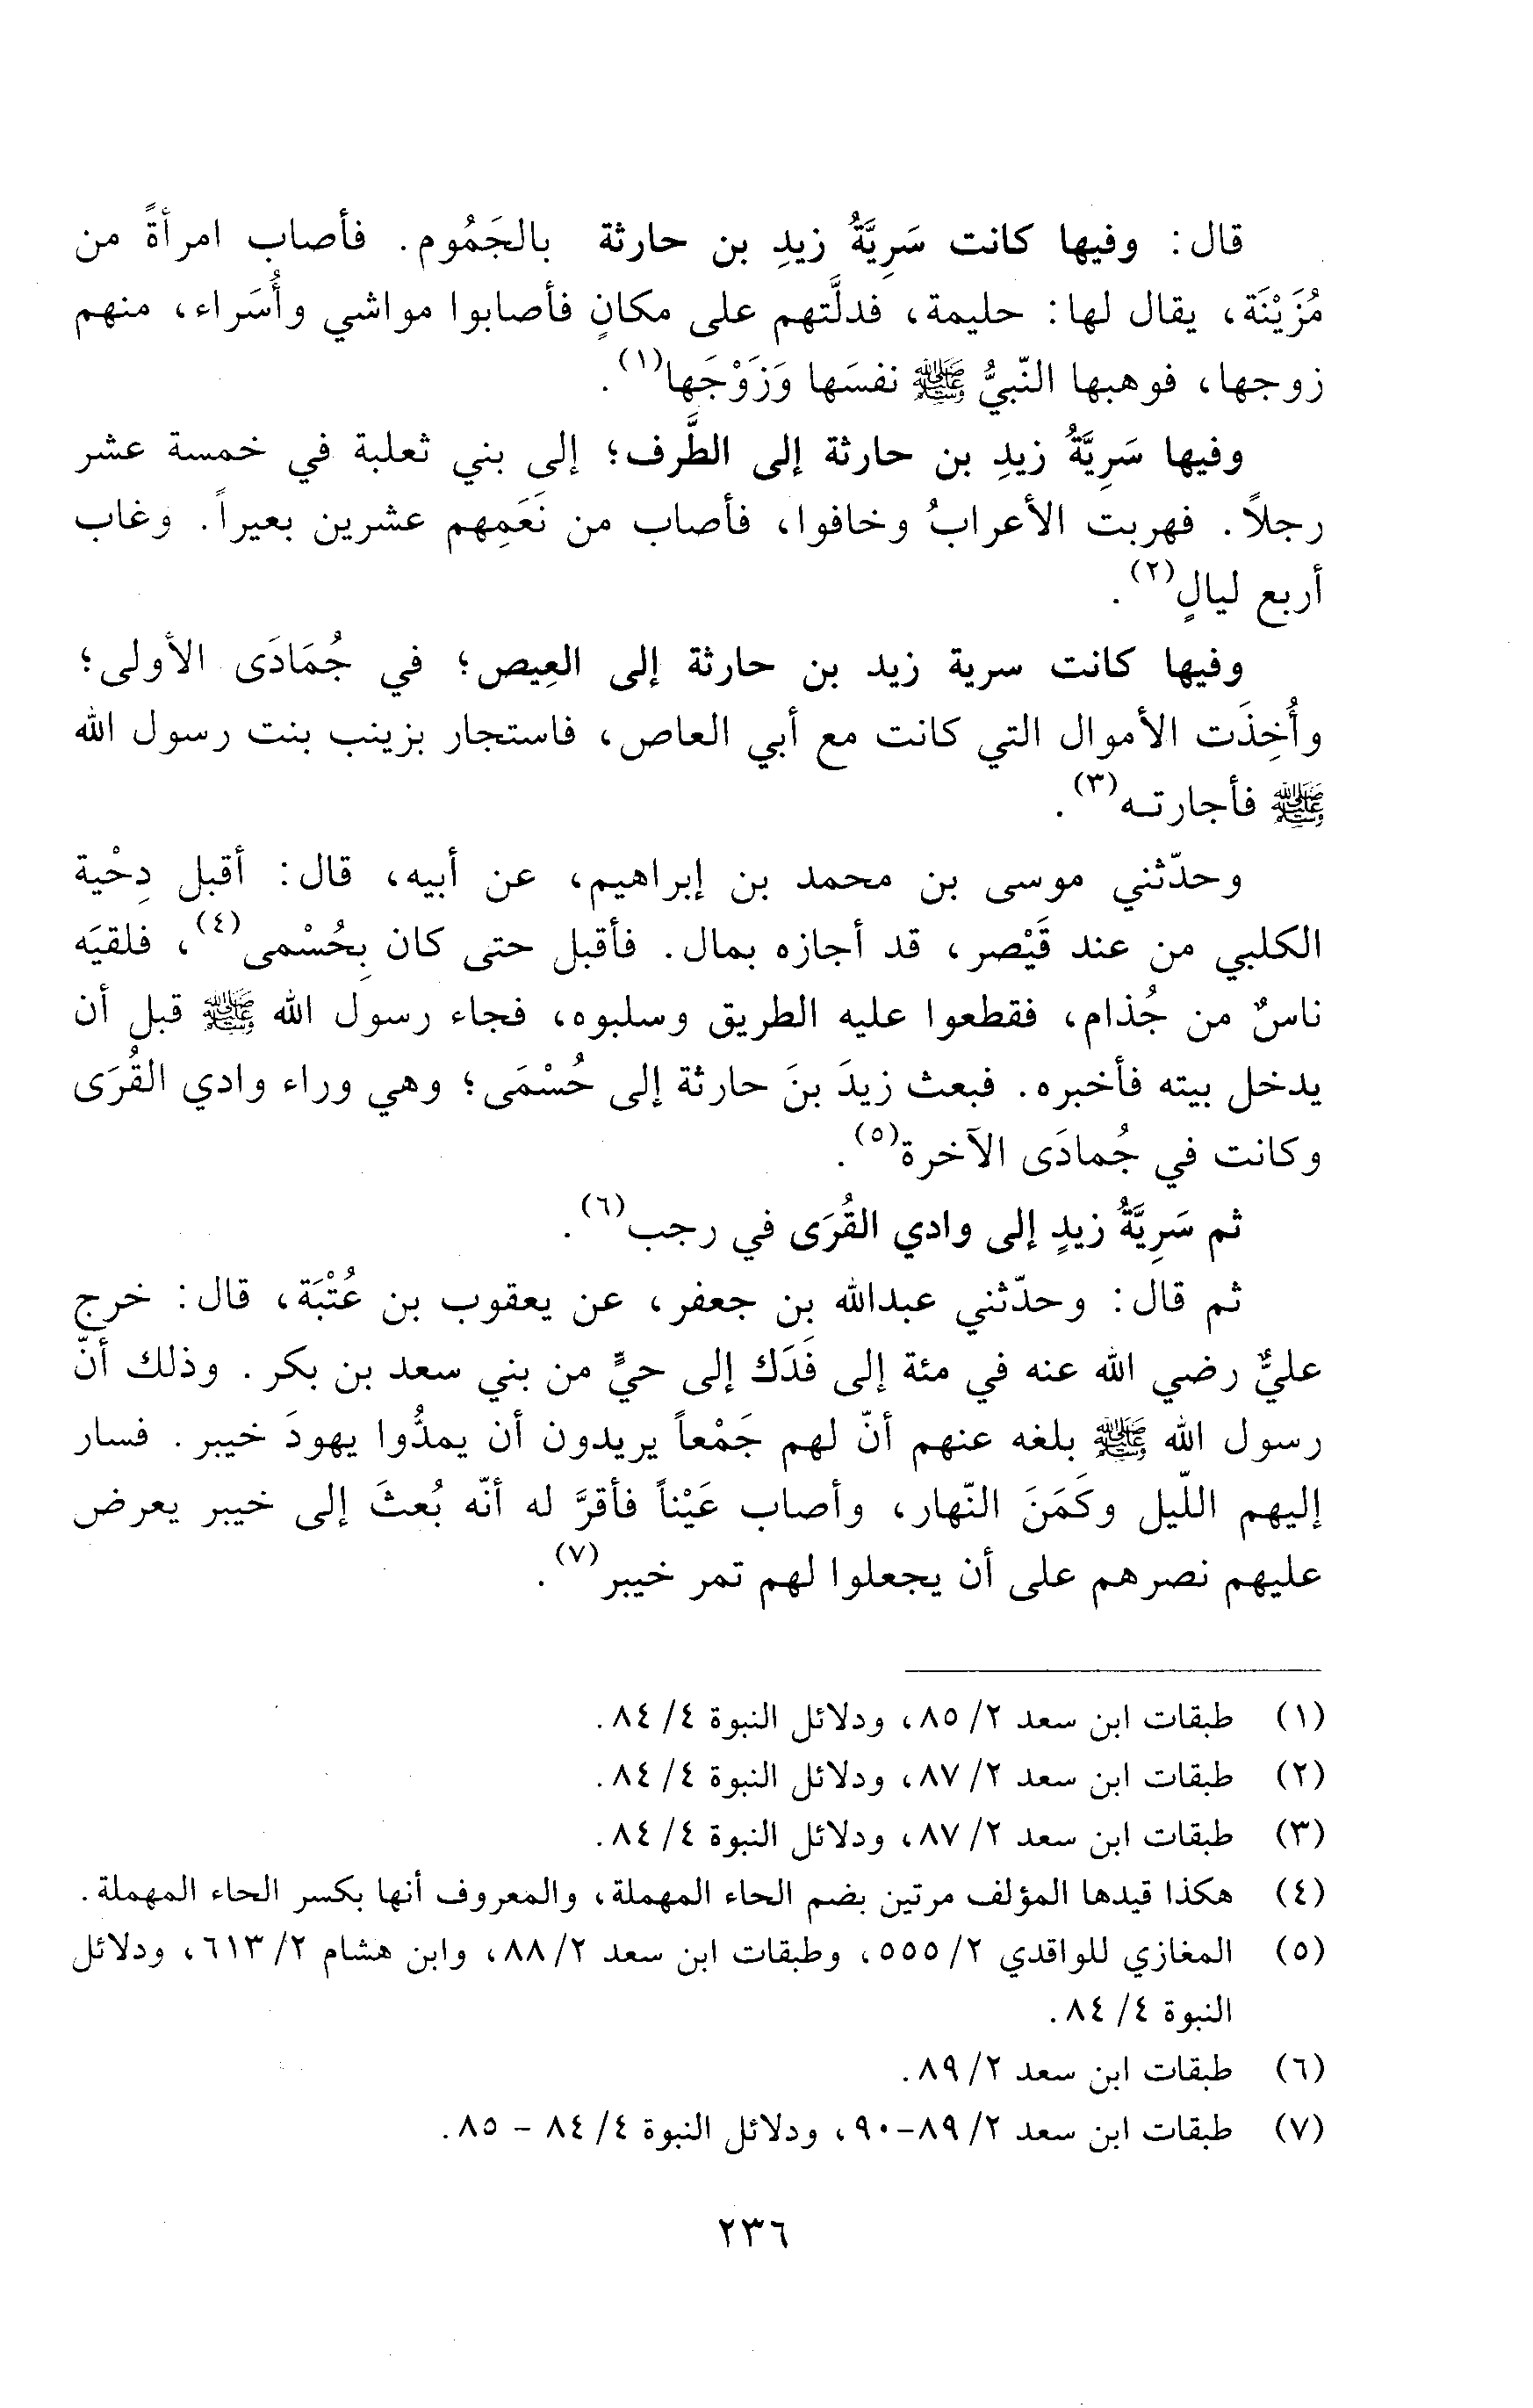 قال: وفيها كانت سَرِيَّةُ زيدِ بن حارثة بالجَمُوم. فأصاب امرأةً من
مُزَيْنَة، يقال لها: حليمة، فدلَّتهم على مكانٍ فأصابوا مواشي وأُسَراء، منهم
زوجها، فوهبها النّبيُّ ﷺ نفسَها وَزَوْجَها(١).
وفيها سَرِيَّةُ زيدِ بن حارثة إلى الطَّرف؛ إلى بني ثعلبة في خمسة عشر
رجلاً. فهربت الأعرابُ وخافوا، فأصاب من نَعَمِهم عشرين بعيراً. وغاب
أربع ليالٍ(٢).
وفيها كانت سرية زيد بن حارثة إلى العِيص؛ في جُمَادَى الأولى؛
وأُخِذَت الأموال التي كانت مع أبي العاص، فاستجار بزينب بنت رسول الله
ﷺ فأجارته(٣).
وحدّثني موسى بن محمد بن إبراهيم، عن أبيه، قال: أقبل دِحْية
الكلبي من عند قَيْصر، قد أجازه بمال. فأقبل حتى كان بِحُسْمى(٤)، فلقيَه
ناسٌ من جُذام، فقطعوا عليه الطريق وسلبوه، فجاء رسول الله ﷺ قبل أن
يدخل بيته فأخبره. فبعث زيدَ بنَ حارثة إلى حُسْمَى؛ وهي وراء وادي القُرَى
وكانت في جُمادَى الآخرة(٥).
ثم سَرِيَّةُ زيدٍ إلى وادي القُرَى في رجب(٦).
ثم قال: وحدّثني عبدالله بن جعفر، عن يعقوب بن عُتْبَة، قال: خرج
عليٌّ رضي الله عنه في مئة إلى فَدَك إلى حيٍّ من بني سعد بن بكر. وذلك أنّ
رسول الله ﷺ بلغه عنهم أنّ لهم جَمْعاً يريدون أن يمدُّوا يهودَ خيبر. فسار
إليهم اللّيل وكَمَنَ النّهار، وأصاب عَيْناً فأقرَّ له أنّه بُعثَ إلى خيبر يعرض
عليهم نصرهم على أن يجعلوا لهم تمر خيبر(٧).
(١) طبقات ابن سعد ٢/ ٨٥، ودلائل النبوة ٤/ ٨٤.
(٢) طبقات ابن سعد ٢/ ٨٧، ودلائل النبوة ٤/ ٨٤.
(٣) طبقات ابن سعد ٢/ ٨٧، ودلائل النبوة ٤/ ٨٤.
(٤) هكذا قيدها المؤلف مرتين بضم الحاء المهملة، والمعروف أنها بكسر الحاء المهملة.
(٥) المغازي للواقدي ٢/ ٥٥٥، وطبقات ابن سعد ٢/ ٨٨، وابن هشام ٢/ ٦١٣، ودلائل
النبوة ٤/ ٨٤.
(٦) طبقات ابن سعد ٢/ ٨٩.
(٧) طبقات ابن سعد ٢/ ٨٩-٩٠، ودلائل النبوة ٤/ ٨٤ - ٨٥.
٢٣٦